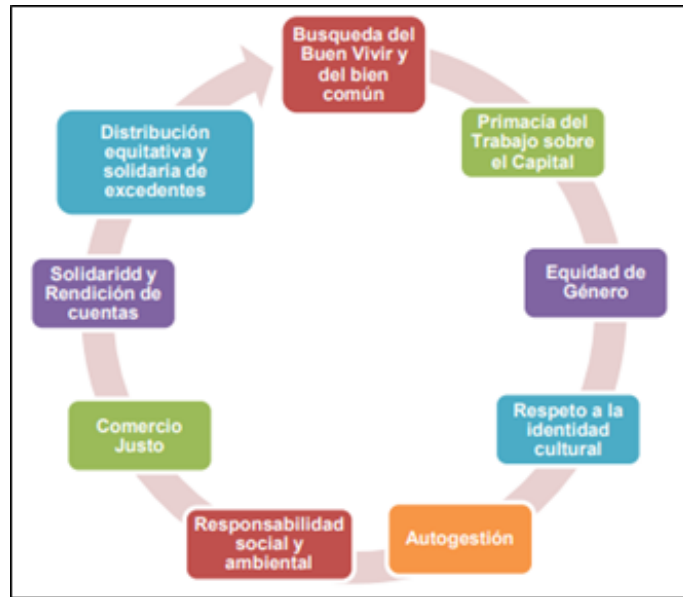 Busqueda del
Buen Vivir y
del bien
común
Primacia del
Trabajo sobre
el Capital
Equidad de
Género
Respeto a la
identidad
cultural
Autogestión
Responsabilidad
social y
ambiental
Comercio
Justo
Solidaridd y
Rendición de
cuentas
Distribución
equitativa y
solidaria de
excedentes